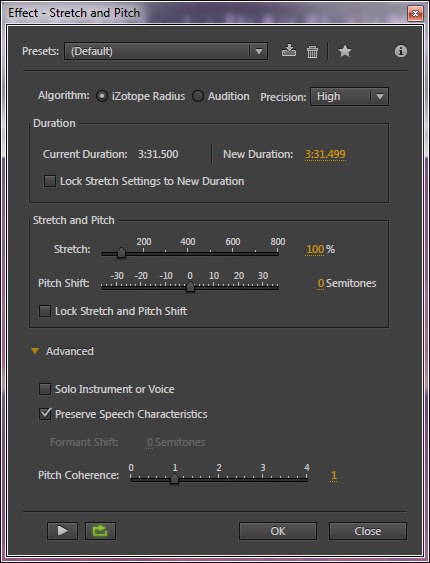 Effect - Stretch and Pitch
Presets: (Default)
Algorithm: iZotope Radius Audition Precision: High
Duration
Current Duration: 3:31.500 New Duration: 3:31.499
Lock Stretch Settings to New Duration
Stretch and Pitch
200 400 600 800
Stretch: 100 %
-30 -20 -10 0 10 20 30
Pitch Shift: 0 Semitones
Lock Stretch and Pitch Shift
Advanced
Solo Instrument or Voice
Preserve Speech Characteristics
Formant Shift: 0 Semitones
0 1 2 3 4
Pitch Coherence: 1
OK Close